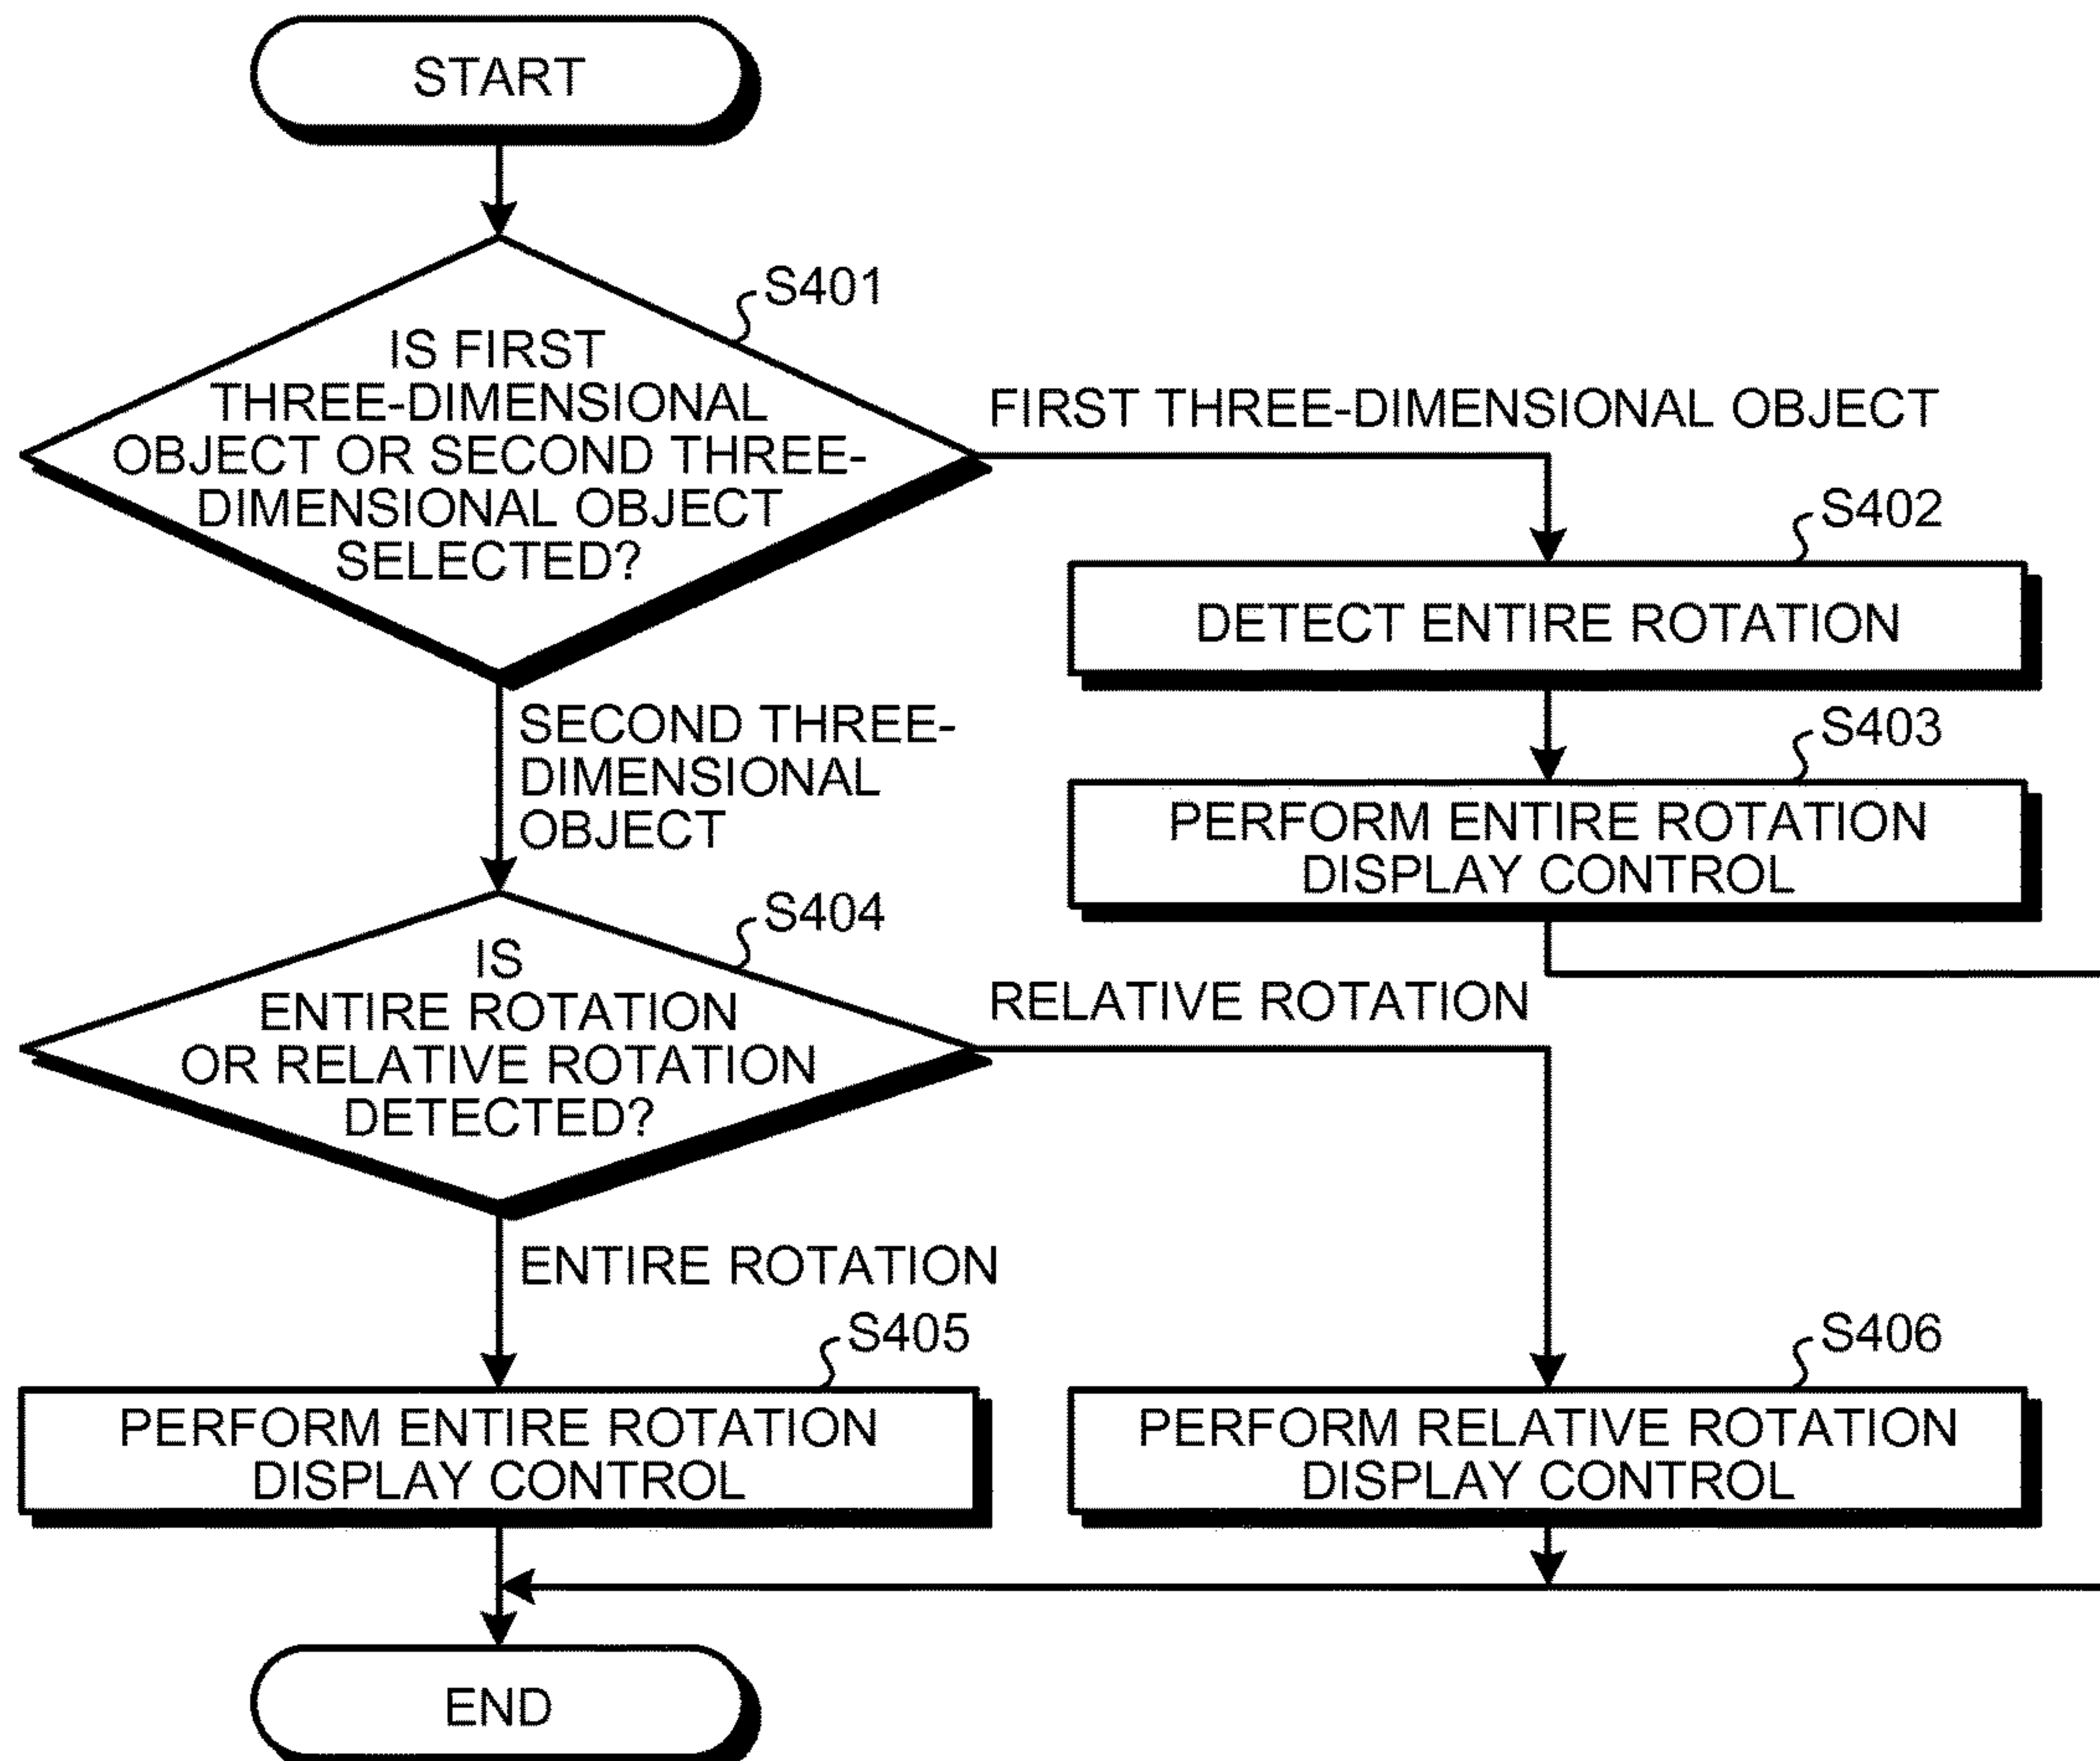 START
S401
IS FIRST
THREE-DIMENSIONAL
OBJECT OR SECOND THREE-
DIMENSIONAL OBJECT
SELECTED?
FIRST THREE-DIMENSIONAL OBJECT
S402
DETECT ENTIRE ROTATION
S403
PERFORM ENTIRE ROTATION
DISPLAY CONTROL
SECOND THREE-
DIMENSIONAL
OBJECT
S404
IS
ENTIRE ROTATION
OR RELATIVE ROTATION
DETECTED?
RELATIVE ROTATION
ENTIRE ROTATION
S405
PERFORM ENTIRE ROTATION
DISPLAY CONTROL
S406
PERFORM RELATIVE ROTATION
DISPLAY CONTROL
END